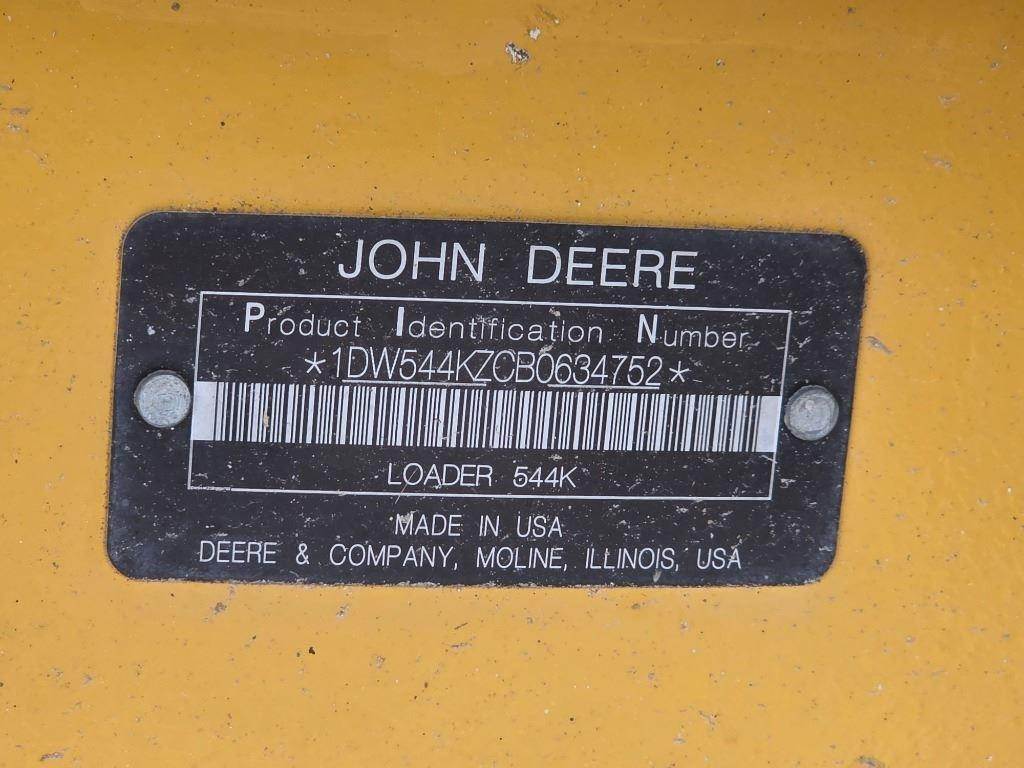 JOHN DEERE
Product Identification Number
*1DW544KZCB0634752*
LOADER 544K
MADE IN USA
DEERE & COMPANY, MOLINE, ILLINOIS, USA